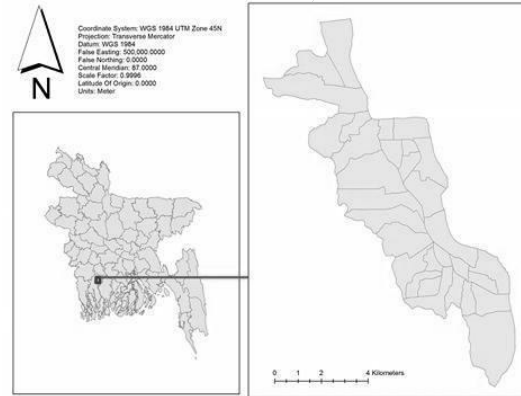 Coordinate System: WGS 1984 UTM Zone 45N
Projection: Transverse Mercator
Datum: WGS 1984
False Easting: 500,000.0000
False Northing: 0.0000
Central Meridian: 87.0000
Scale Factor: 0.9996
Latitude Of Origin: 0.0000
Units: Meter
N
0 1 2 4 Kilometers